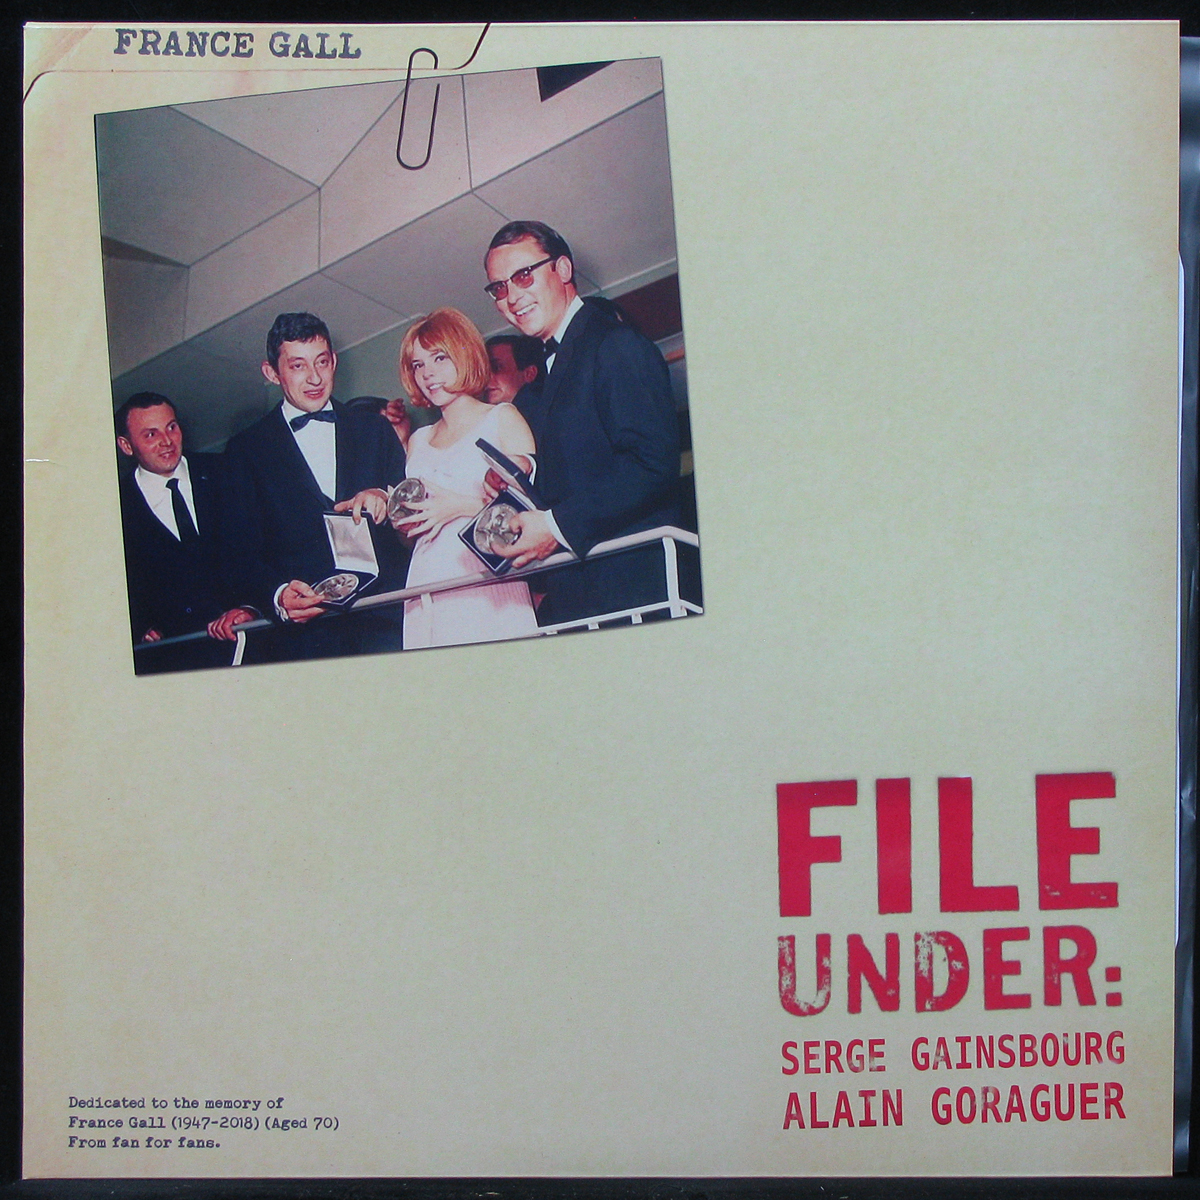 FRANCE GALL
FILE
UNDER:
SERGE GAINSBOURG
ALAIN GORAGUER
Dedicated to the memory of
France Gall (1947-2018) (Aged 70)
From fan for fans.